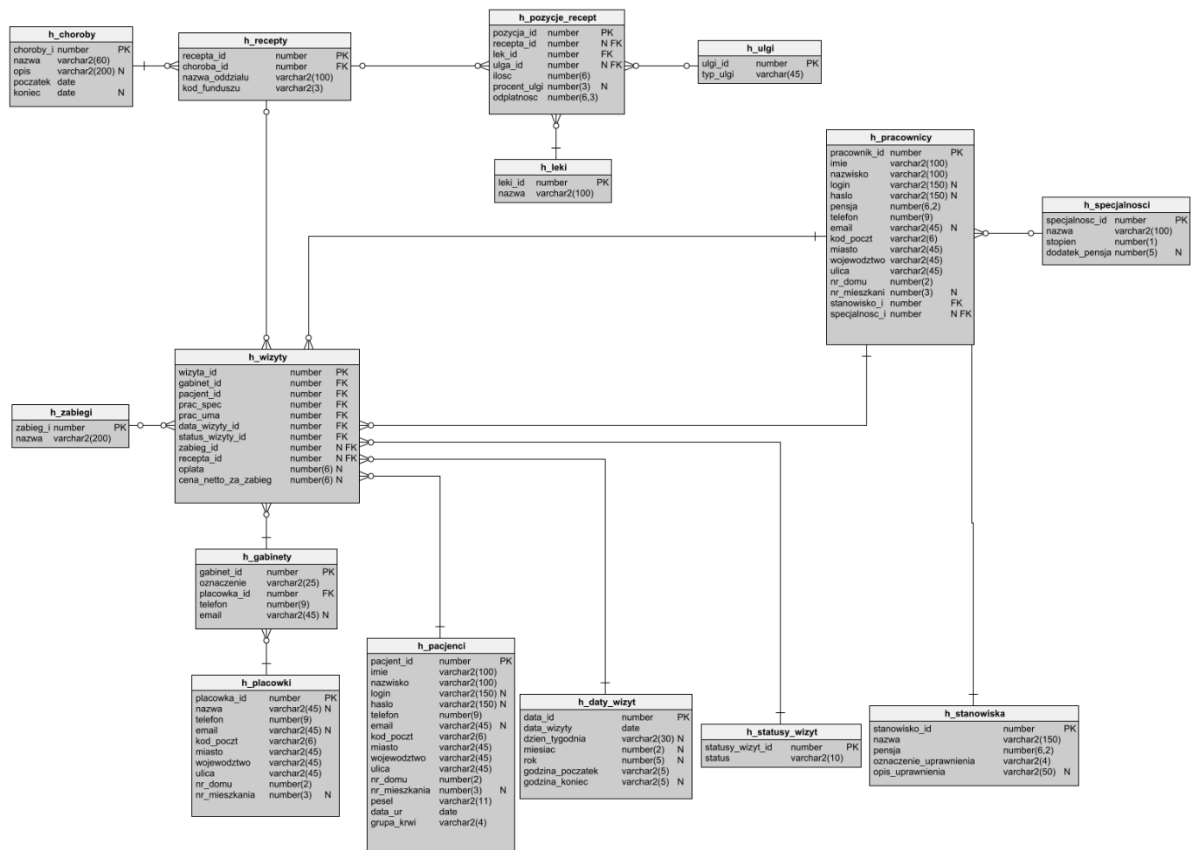 h_choroby
choroby_i number PK
nazwa varchar2(60)
opis varchar2(200) N
poczatek date
koniec date N
h_recepty
recepta_id number PK
choroba_id number FK
nazwa_oddzialu varchar2(100)
kod_funduszu varchar2(3)
h_pozycje_recept
pozycja_id number PK
recepta_id number N FK
lek_id number FK
ulga_id number N FK
ilosc number(6)
procent_ulgi number(3) N
odplatnosc number(6,3)
h_ulgi
ulgi_id number PK
typ_ulgi varchar(45)
h_leki
leki_id number PK
nazwa varchar2(100)
h_pracownicy
pracownik_id number PK
imie varchar2(100)
nazwisko varchar2(100)
login varchar2(150) N
haslo varchar2(150) N
pensja number(6,2)
telefon number(9)
email varchar2(45) N
kod_poczt varchar2(6)
miasto varchar2(45)
wojewodztwo varchar2(45)
ulica varchar2(45)
nr_domu number(2)
nr_mieszkani number(3) N
stanowisko_i number FK
specjalnosc_i number N FK
h_specjalnosci
specjalnosc_id number PK
nazwa varchar2(100)
stopien number(1)
dodatek_pensja number(5) N
h_wizyty
wizyta_id number PK
gabinet_id number FK
pacjent_id number FK
prac_spec number FK
prac_uma number FK
data_wizyty_id number FK
status_wizyty_id number FK
zabieg_id number N FK
recepta_id number N FK
oplata number(6) N
cena_netto_za_zabieg number(6) N
h_zabiegi
zabieg_i number PK
nazwa varchar2(200)
h_gabinety
gabinet_id number PK
oznaczenie varchar2(25)
placowka_id number FK
telefon number(9)
email varchar2(45) N
h_placowki
placowka_id number PK
nazwa varchar2(45) N
telefon number(9)
email varchar2(45) N
kod_poczt varchar2(6)
miasto varchar2(45)
wojewodztwo varchar2(45)
ulica varchar2(45)
nr_domu number(2)
nr_mieszkania number(3) N
h_pacjenci
pacjent_id number PK
imie varchar2(100)
nazwisko varchar2(100)
login varchar2(150) N
haslo varchar2(150) N
telefon number(9)
email varchar2(45) N
kod_poczt varchar2(6)
miasto varchar2(45)
wojewodztwo varchar2(45)
ulica varchar2(45)
nr_domu number(2)
nr_mieszkania number(3) N
pesel varchar2(11)
data_ur date
grupa_krwi varchar2(4)
h_daty_wizyt
data_id number PK
data_wizyty date
dzien_tygodnia varchar2(30) N
miesiac number(2) N
rok number(5) N
godzina_poczatek varchar2(5)
godzina_koniec varchar2(5) N
h_statusy_wizyt
statusy_wizyt_id number PK
status varchar2(10)
h_stanowiska
stanowisko_id number PK
nazwa varchar2(150)
pensja number(6,2)
oznaczenie_uprawnienia varchar2(4)
opis_uprawnienia varchar2(50) N